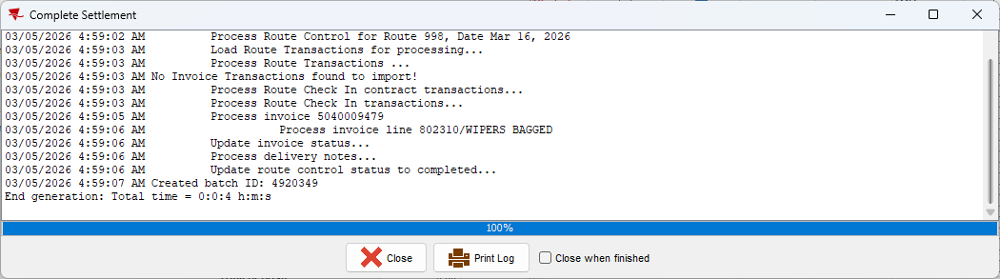 Complete Settlement
03/05/2026 4:59:02 AM Process Route Control for Route 998, Date Mar 16, 2026
03/05/2026 4:59:03 AM Load Route Transactions for processing...
03/05/2026 4:59:03 AM Process Route Transactions ...
03/05/2026 4:59:03 AM No Invoice Transactions found to import!
03/05/2026 4:59:03 AM Process Route Check In contract transactions...
03/05/2026 4:59:03 AM Process Route Check In transactions...
03/05/2026 4:59:05 AM Process invoice 5040009479
03/05/2026 4:59:06 AM Process invoice line 802310/WIPERS BAGGED
03/05/2026 4:59:06 AM Update invoice status...
03/05/2026 4:59:06 AM Process delivery notes...
03/05/2026 4:59:06 AM Update route control status to completed...
03/05/2026 4:59:07 AM Created batch ID: 4920349
End generation: Total time = 0:0:4 h:m:s
100%
Close Print Log Close when finished